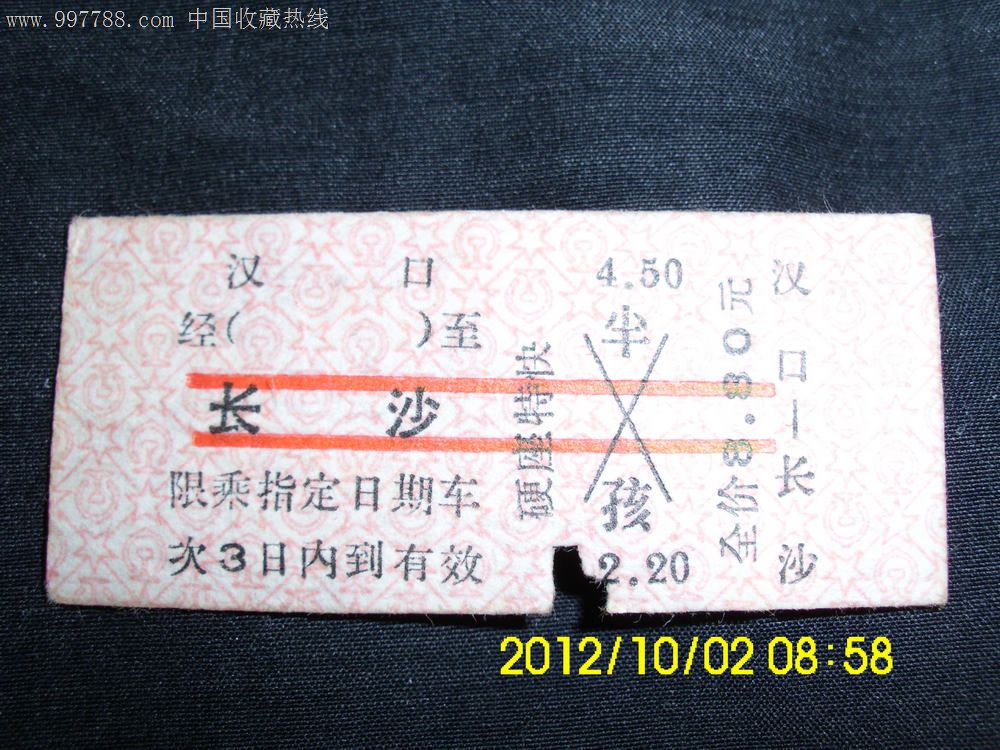 www.997788.com 中国收藏热线
汉 口
经( )至
长 沙
限乘指定日期车
次3日内到有效
硬座特快
4.50
半
孩
2.20
全价8.80元
汉口—长沙
2012/10/02 08:58